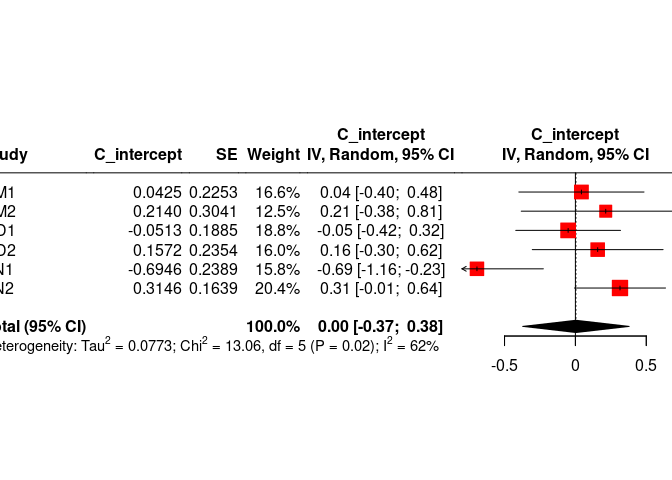 C_intercept C_intercept
udy C_intercept SE Weight IV, Random, 95% CI IV, Random, 95% CI
M1 0.0425 0.2253 16.6% 0.04 [-0.40; 0.48]
M2 0.2140 0.3041 12.5% 0.21 [-0.38; 0.81]
O1 -0.0513 0.1885 18.8% -0.05 [-0.42; 0.32]
O2 0.1572 0.2354 16.0% 0.16 [-0.30; 0.62]
N1 -0.6946 0.2389 15.8% -0.69 [-1.16; -0.23]
N2 0.3146 0.1639 20.4% 0.31 [-0.01; 0.64]
otal (95% CI) 100.0% 0.00 [-0.37; 0.38]
eterogeneity: Tau² = 0.0773; Chi² = 13.06, df = 5 (P = 0.02); I² = 62%
-0.5 0 0.5